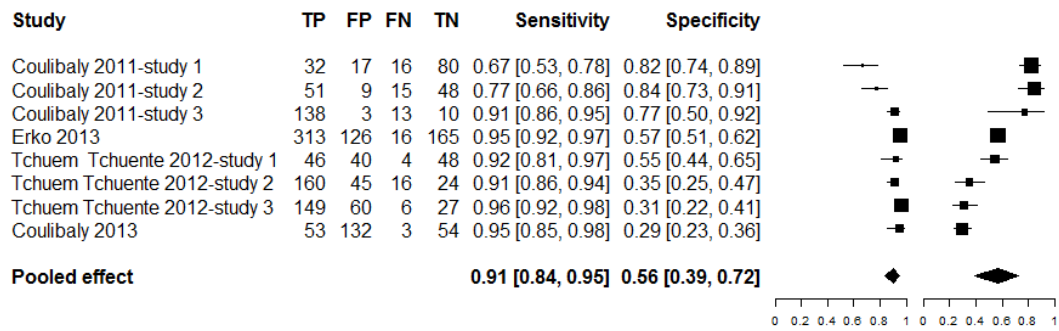 Study TP FP FN TN Sensitivity Specificity
Coulibaly 2011-study 1 32 17 16 80 0.67 [0.53, 0.78] 0.82 [0.74, 0.89]
Coulibaly 2011-study 2 51 9 15 48 0.77 [0.66, 0.86] 0.84 [0.73, 0.91]
Coulibaly 2011-study 3 138 3 13 10 0.91 [0.86, 0.95] 0.77 [0.50, 0.92]
Erko 2013 313 126 16 165 0.95 [0.92, 0.97] 0.57 [0.51, 0.62]
Tchuem Tchuente 2012-study 1 46 40 4 48 0.92 [0.81, 0.97] 0.55 [0.44, 0.65]
Tchuem Tchuente 2012-study 2 160 45 16 24 0.91 [0.86, 0.94] 0.35 [0.25, 0.47]
Tchuem Tchuente 2012-study 3 149 60 6 27 0.96 [0.92, 0.98] 0.31 [0.22, 0.41]
Coulibaly 2013 53 132 3 54 0.95 [0.85, 0.98] 0.29 [0.23, 0.36]
Pooled effect 0.91 [0.84, 0.95] 0.56 [0.39, 0.72]
0 0.2 0.4 0.6 0.8 1 0 0.2 0.4 0.6 0.8 1